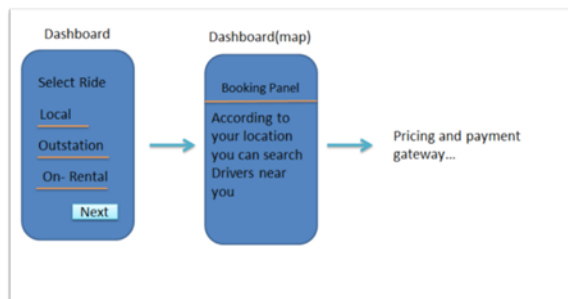 Dashboard
Select Ride
Local
Outstation
On- Rental
Next
Dashboard(map)
Booking Panel
According to
your location
you can search
Drivers near
you
Pricing and payment
gateway...